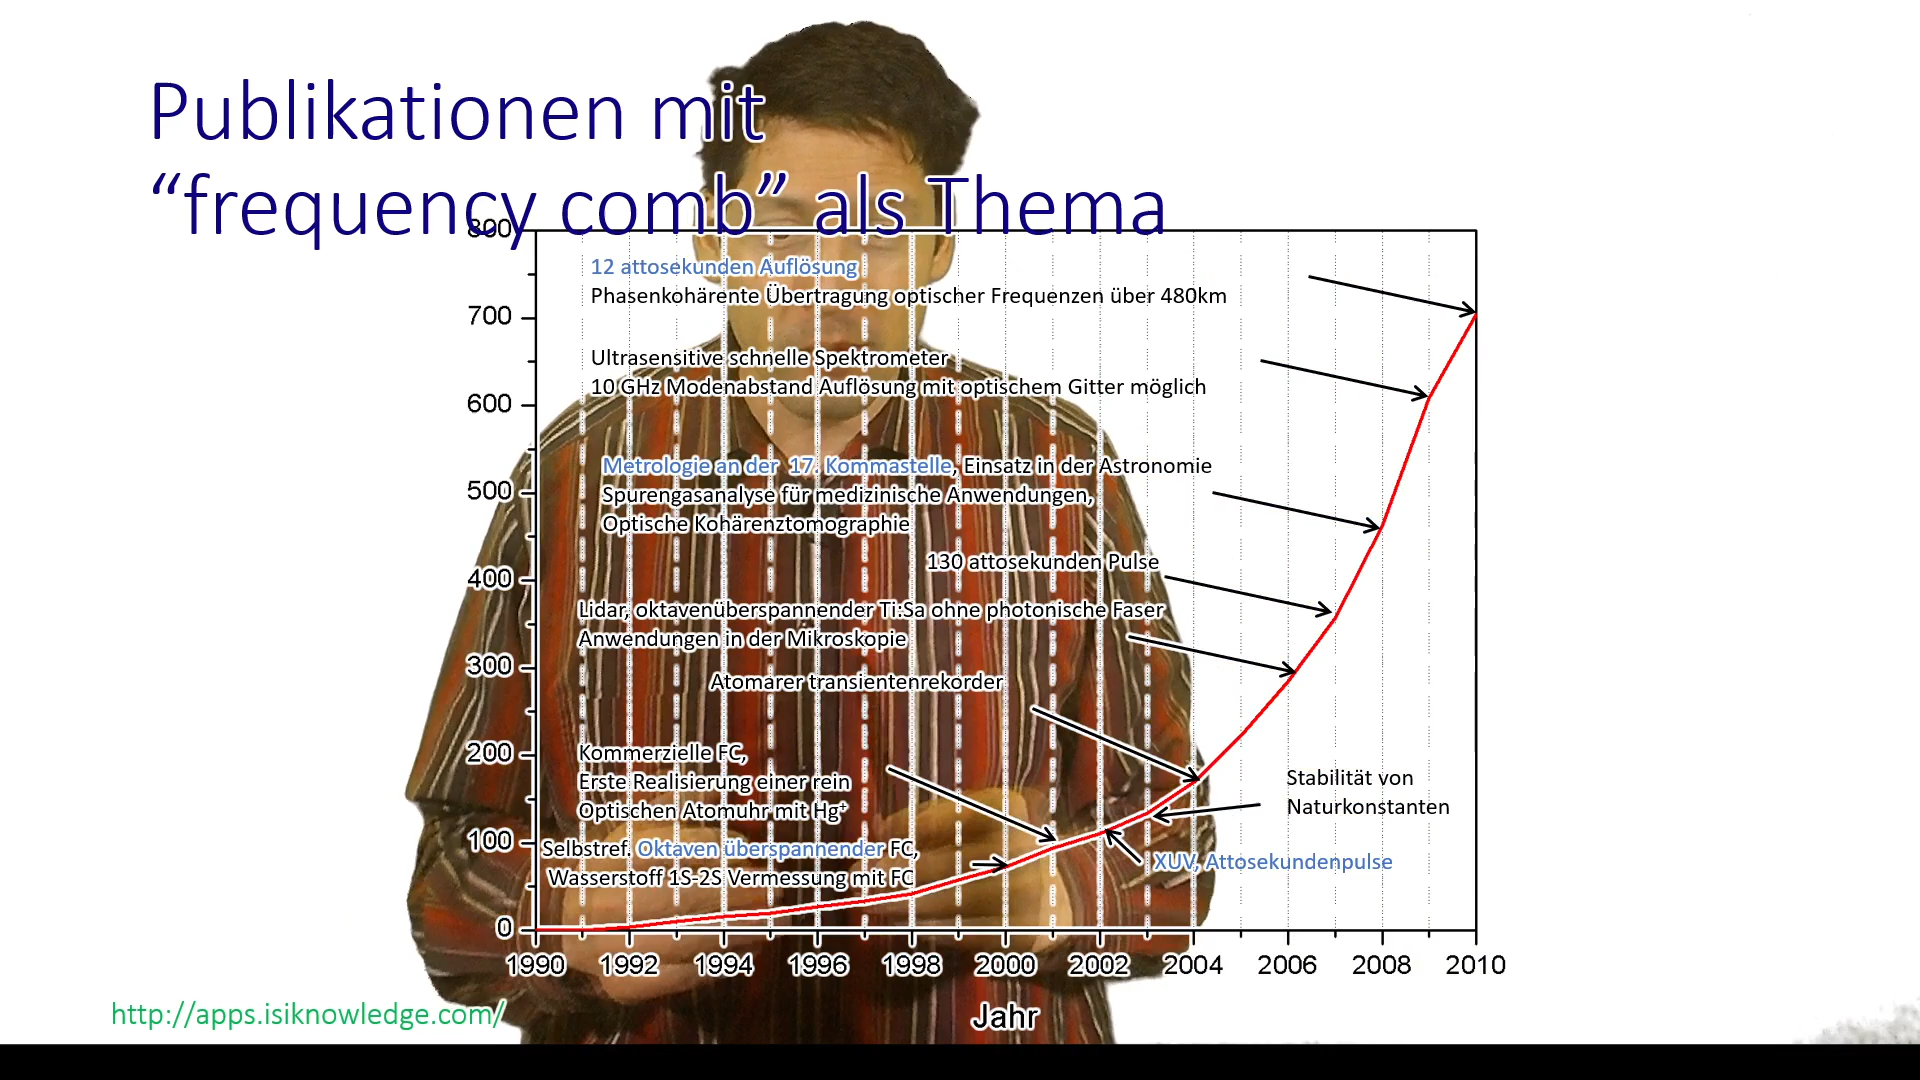 Publikationen mit
“frequency comb” als Thema
800
12 attosekunden Auflösung
Phasenkohärente Übertragung optischer Frequenzen über 480km
700
Ultrasensitive schnelle Spektrometer
10 GHz Modenabstand Auflösung mit optischem Gitter möglich
600
Metrologie an der 17. Kommastelle, Einsatz in der Astronomie
Spurengasanalyse für medizinische Anwendungen,
Optische Kohärenztomographie
500
130 attosekunden Pulse
400
Lidar, oktavenüberspannender Ti:Sa ohne photonische Faser
Anwendungen in der Mikroskopie
300
Atomarer transientenrekorder
200
Kommerzielle FC,
Erste Realisierung einer rein
Optischen Atomuhr mit Hg⁺
Stabilität von
Naturkonstanten
100
Selbstref. Oktaven überspannender FC,
Wasserstoff 1S-2S Vermessung mit FC
XUV, Attosekundenpulse
0
1990 1992 1994 1996 1998 2000 2002 2004 2006 2008 2010
Jahr
http://apps.isiknowledge.com/